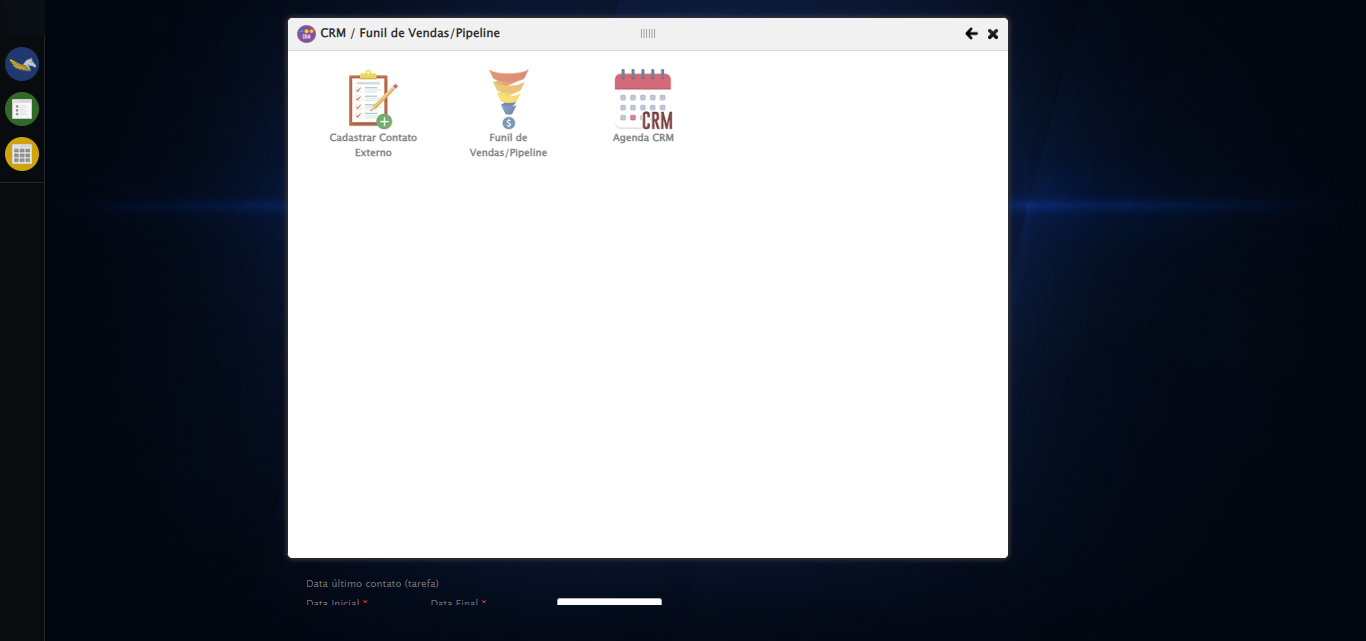 CRM / Funil de Vendas/Pipeline
Cadastrar Contato
Externo
Funil de
Vendas/Pipeline
CRM
Agenda CRM
Data último contato (tarefa)
Data Inicial *
Data Final *